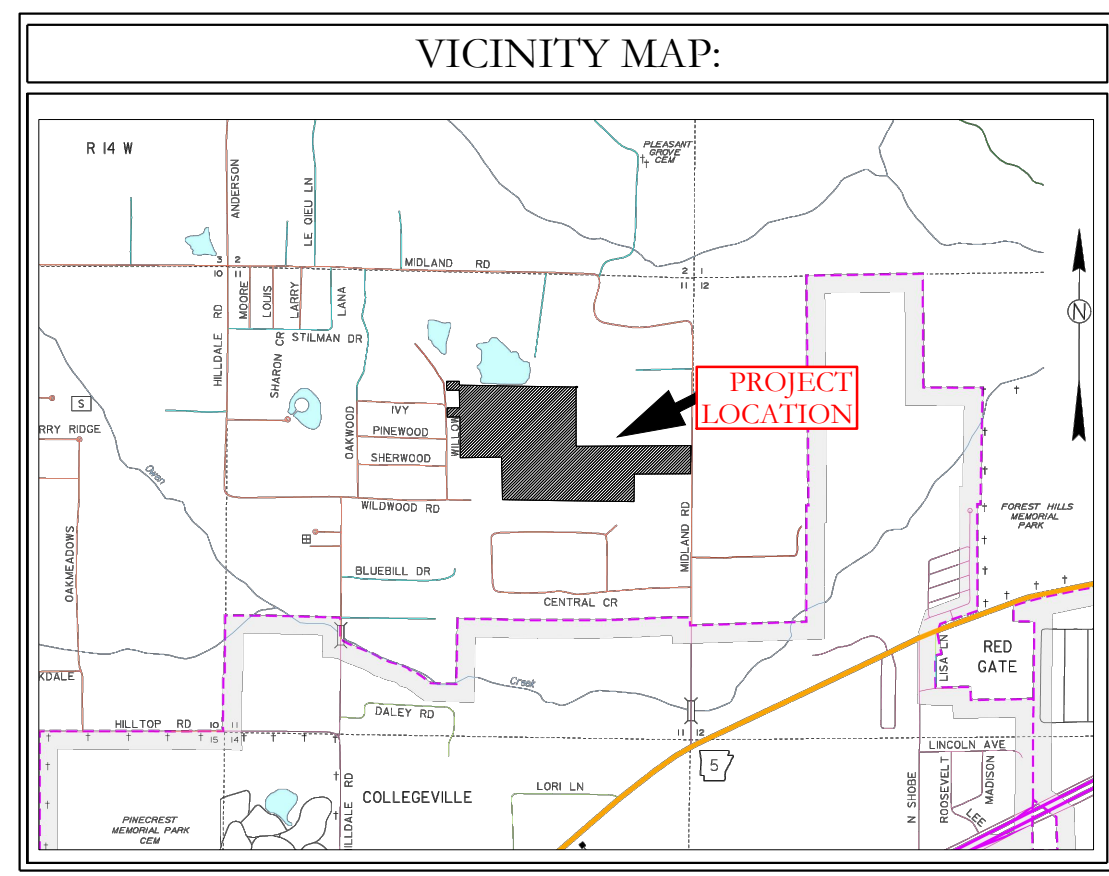 VICINITY MAP:
R 14 W
ANDERSON
LE QIEU LN
PLEASANT
GROVE
CEM
3 2
10 11
MIDLAND RD
2 1
11 12
N
HILLDALE RD
MOORE
LOUIS
LARRY
LANA
STILMAN DR
SHARON CR
S
RRY RIDGE
OAKWOOD
IVY
PINEWOOD
SHERWOOD
WILLOW
WILDWOOD RD
PROJECT
LOCATION
MIDLAND RD
Owen
OAKMEADOWS
BLUEBILL DR
CENTRAL CR
FOREST HILLS
MEMORIAL
PARK
LISA LN
RED
GATE
KDALE
Creek
DALEY RD
HILLTOP RD
10 11
15 14
11 12
5
LINCOLN AVE
N SHOBE
ROOSEVELT
MADISON
LEE
LORI LN
COLLEGEVILLE
ILLDALE RD
PINECREST
MEMORIAL PARK
CEM